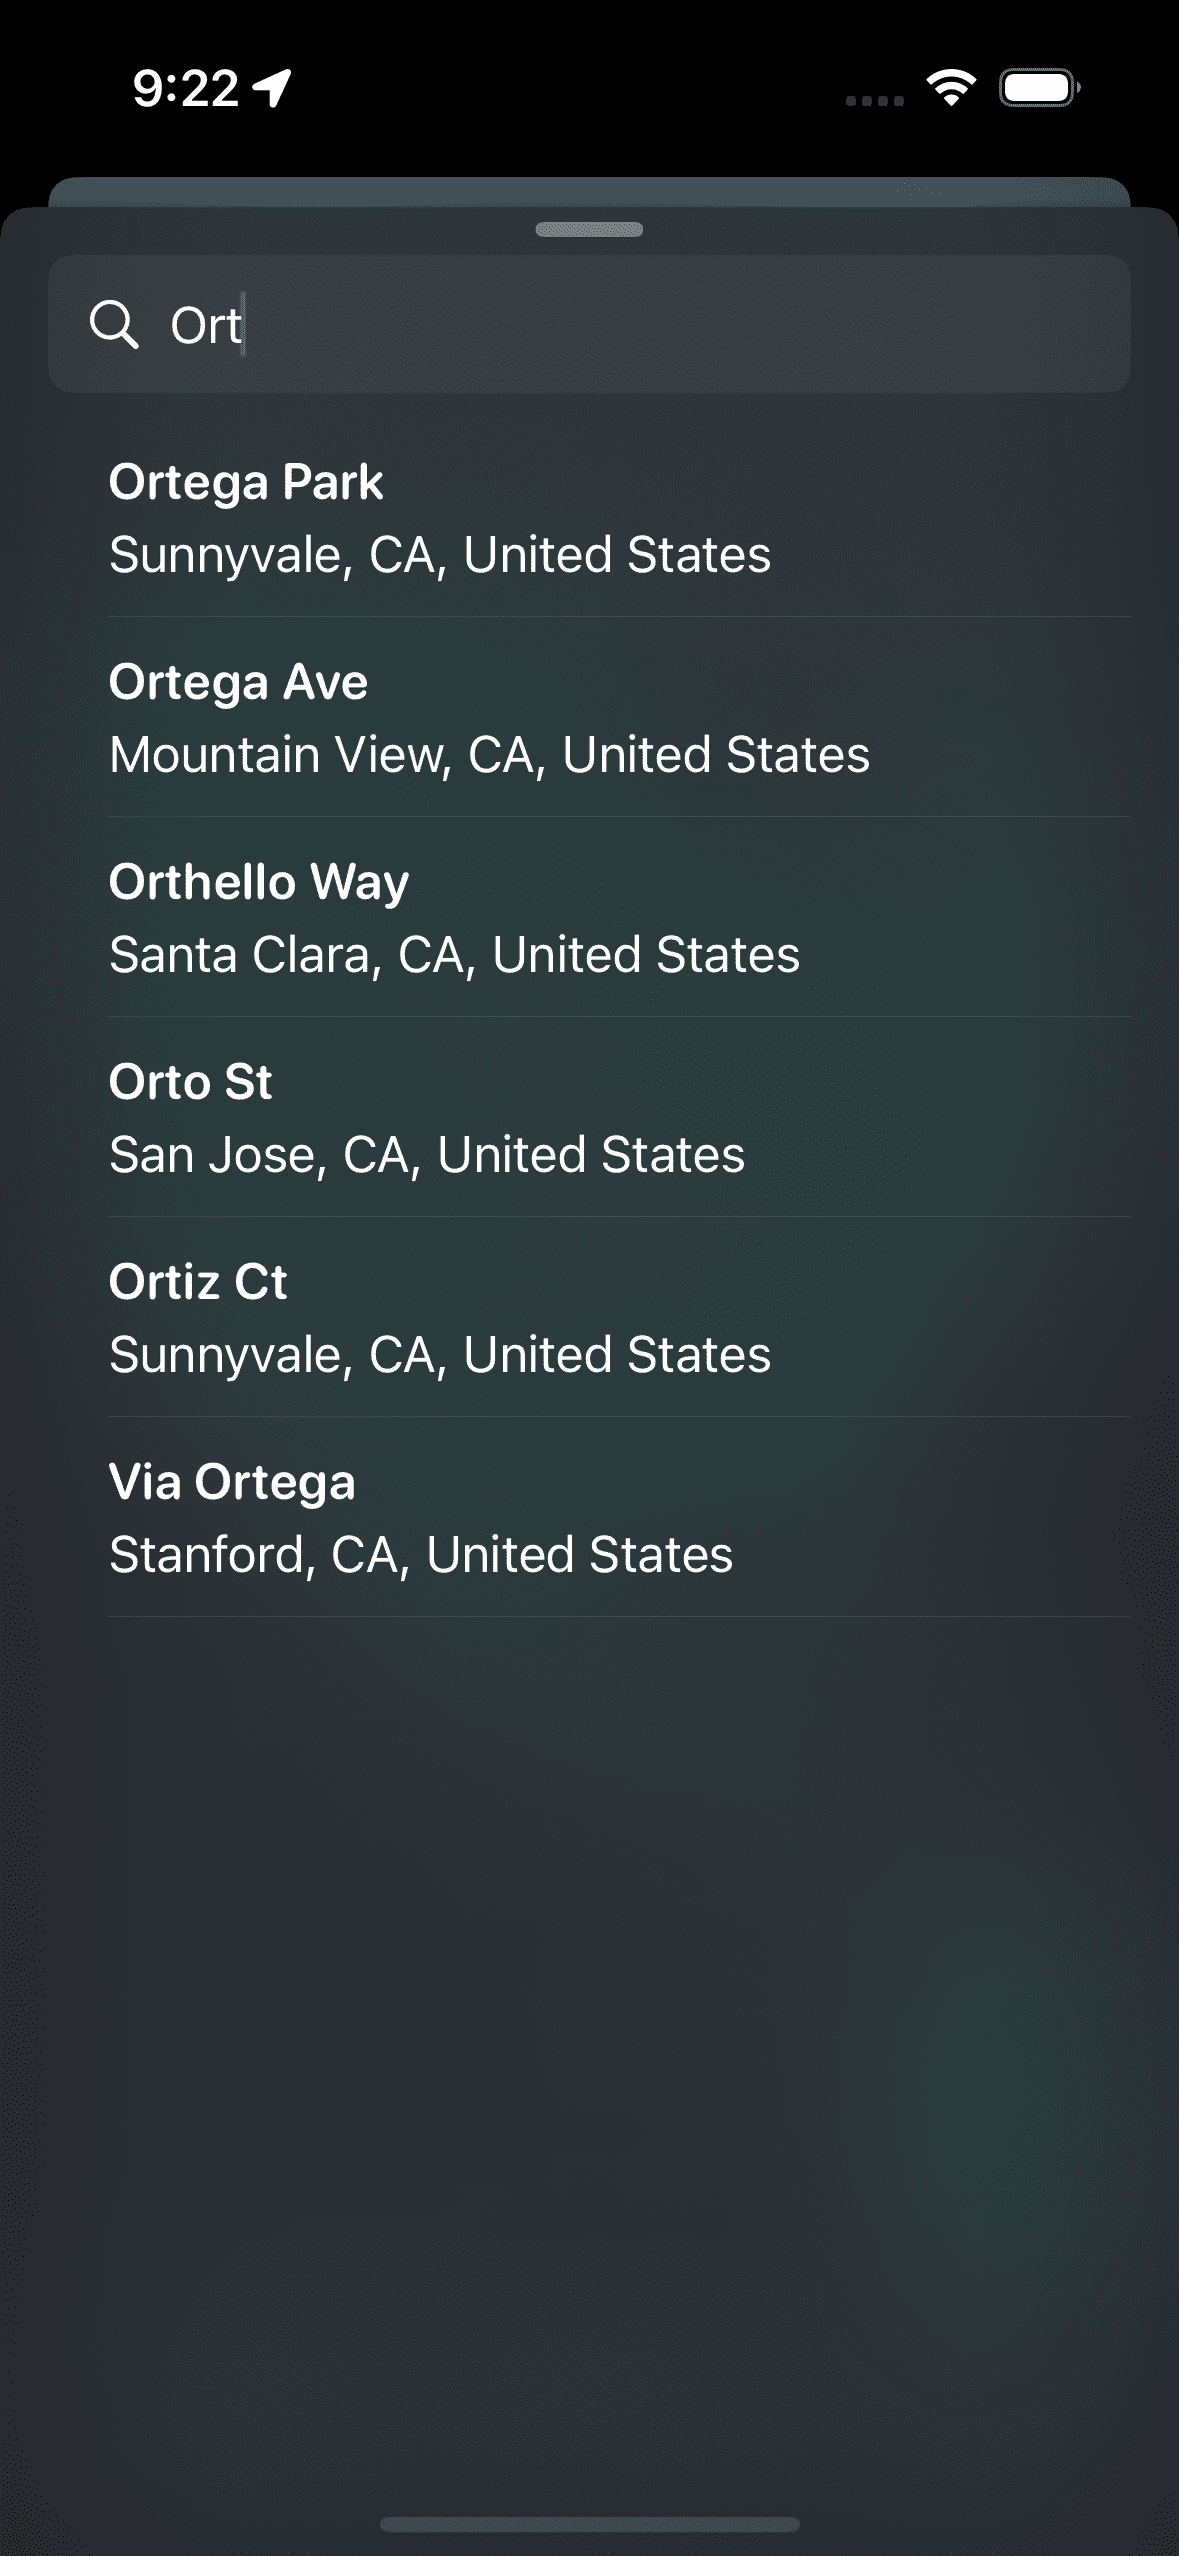 9:22
Ort
Ortega Park
Sunnyvale, CA, United States
Ortega Ave
Mountain View, CA, United States
Orthello Way
Santa Clara, CA, United States
Orto St
San Jose, CA, United States
Ortiz Ct
Sunnyvale, CA, United States
Via Ortega
Stanford, CA, United States